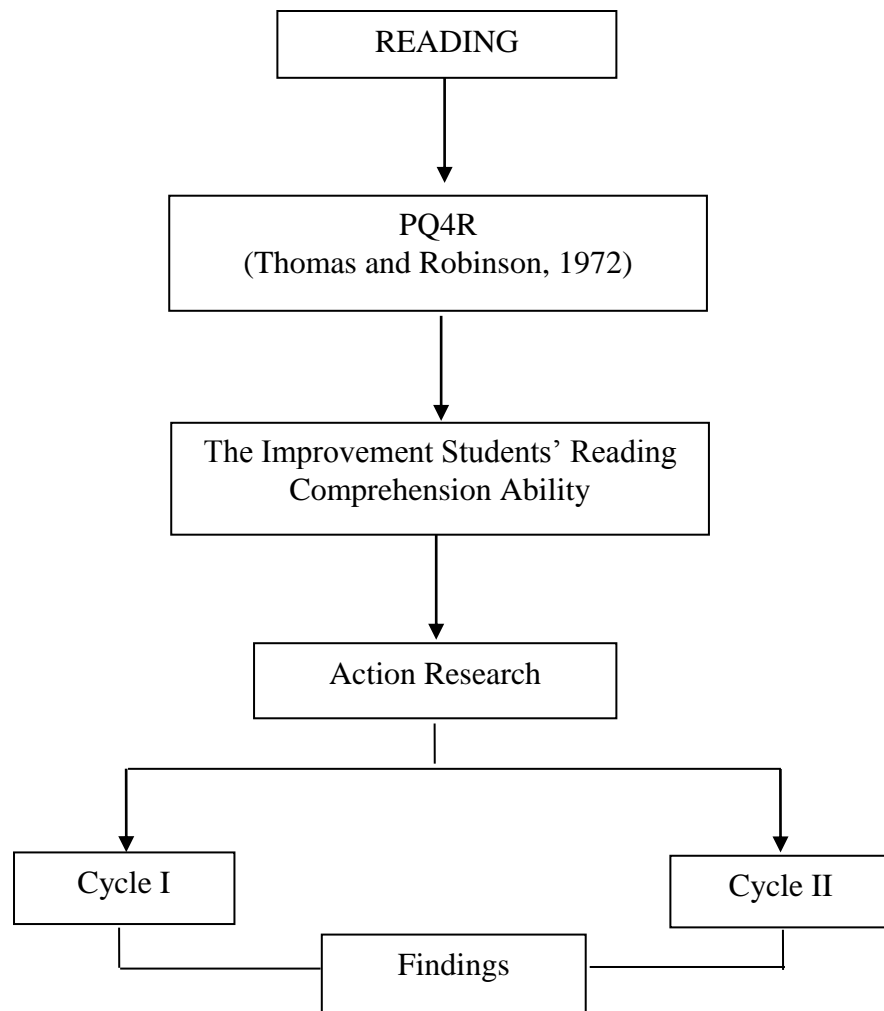 READING
PQ4R
(Thomas and Robinson, 1972)
The Improvement Students’ Reading
Comprehension Ability
Action Research
Cycle I
Cycle II
Findings